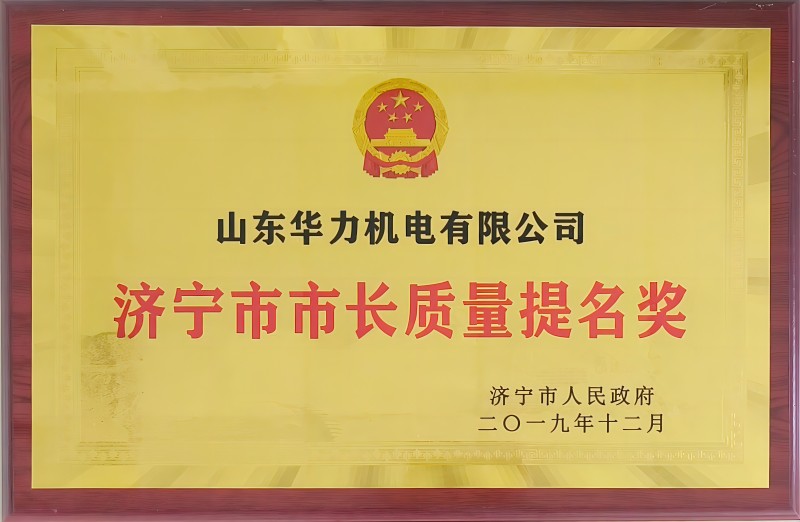 山东华力机电有限公司
济宁市市长质量提名奖
济宁市人民政府
二〇一九年十二月